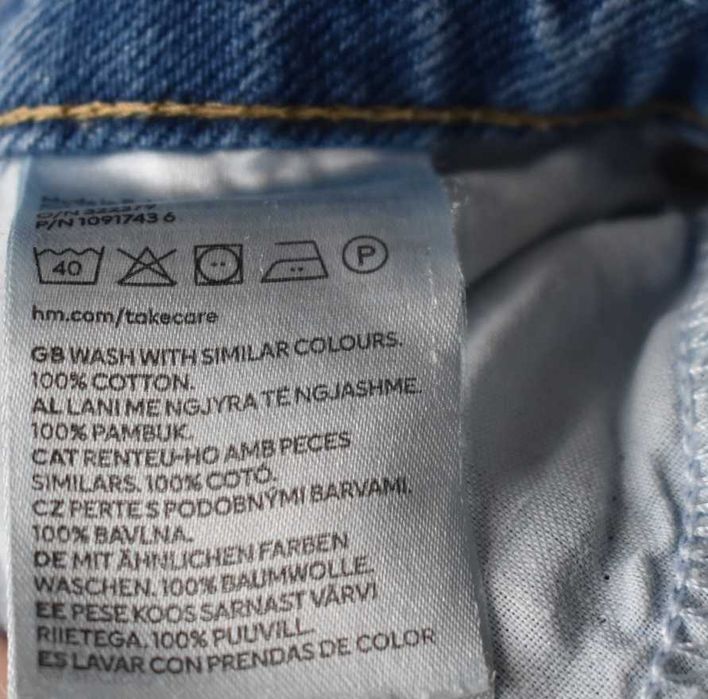 P/N 1091743 6
40 P
hm.com/takecare
GB WASH WITH SIMILAR COLOURS.
100% COTTON.
AL LANI ME NGJYRA TË NGJASHME.
100% PAMBUK.
CAT RENTEU-HO AMB PECES
SIMILARS. 100% COTÓ.
CZ PERTE S PODOBNÝMI BARVAMI.
100% BAVLNA.
DE MIT ÄHNLICHEN FARBEN
WASCHEN. 100% BAUMWOLLE.
EE PESE KOOS SARNAST VÄRVI
RIIETEGA. 100% PUUVILL.
ES LAVAR CON PRENDAS DE COLOR